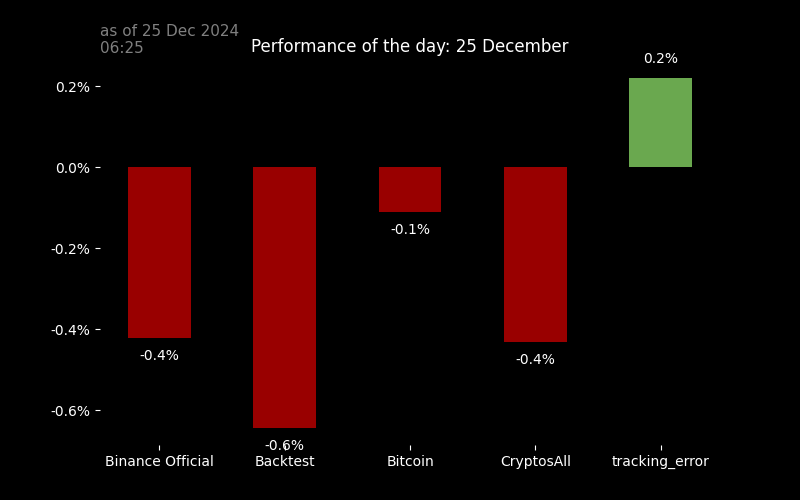 as of 25 Dec 2024
06:25
Performance of the day: 25 December
0.2%
0.2%
0.0%
-0.2%
-0.4%
-0.6%
-0.1%
-0.4%
-0.4%
-0.6%
Binance Official
Backtest
Bitcoin
CryptosAll
tracking_error